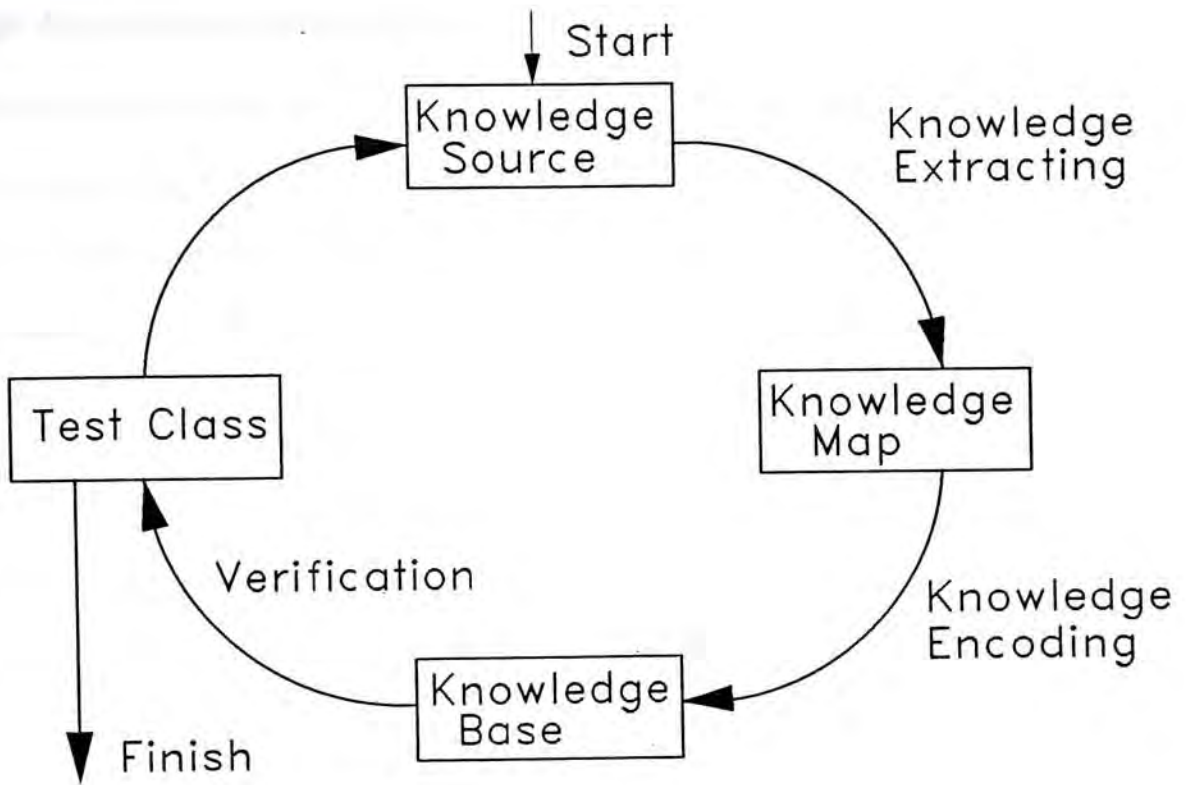 Start
Knowledge
Source
Knowledge
Extracting
Test Class
Knowledge
Map
Verification
Knowledge
Encoding
Knowledge
Base
Finish